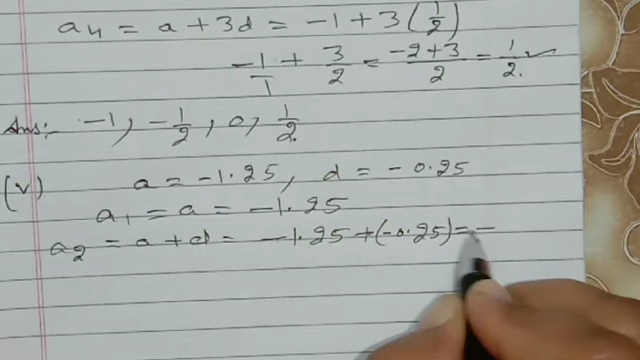 a₄ = a + 3d = -1 + 3(1/2)
-1/1 + 3/2 = -2+3/2 = 1/2.
Ans:- -1, -1/2, 0, 1/2.
(v) a = -1.25, d = -0.25
a₁ = a = -1.25
a₂ = a + d = -1.25 + (-0.25) = -